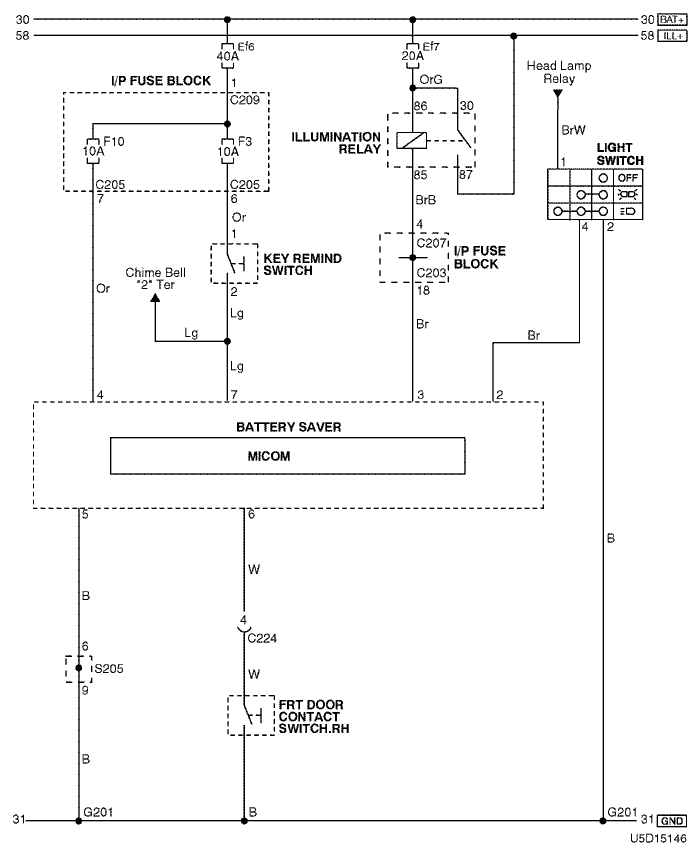 30
30 BAT+
58
58 ILL+
Ef6
40A
Ef7
20A
Head Lamp
Relay
I/P FUSE BLOCK
1
C209
OrG
86
30
F10
10A
F3
10A
ILLUMINATION
RELAY
BrW
1
LIGHT
SWITCH
OFF
C205
7
C205
6
85
87
BrB
4
2
Or
1
4
C207
C203
18
I/P FUSE
BLOCK
KEY REMIND
SWITCH
2
Chime Bell
"2" Ter
Or
Lg
Lg
Lg
Br
Br
4
7
3
2
BATTERY SAVER
MICOM
5
6
B
W
B
4
C224
6
S205
9
W
FRT DOOR
CONTACT
SWITCH.RH
B
31
G201
B
G201
31 GND
U5D15146